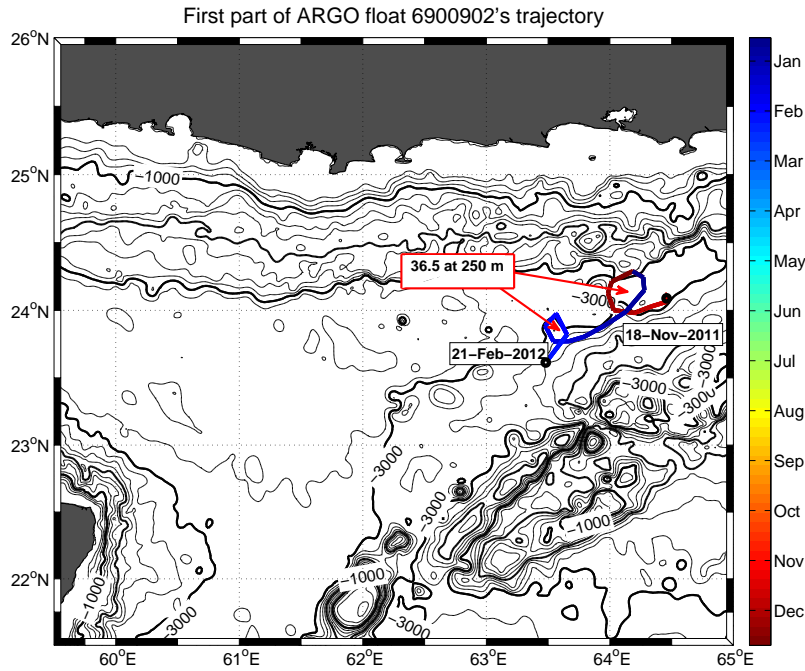 First part of ARGO float 6900902's trajectory
26°N
25°N
24°N
23°N
22°N
60°E
61°E
62°E
63°E
64°E
65°E
−1000
36.5 at 250 m
−3000
18−Nov−2011
21−Feb−2012
−3000
−3000
−3000
−3000
−3000
−1000
−1000
−1000
−3000
−3000
Jan
Feb
Mar
Apr
May
Jun
Jul
Aug
Sep
Oct
Nov
Dec